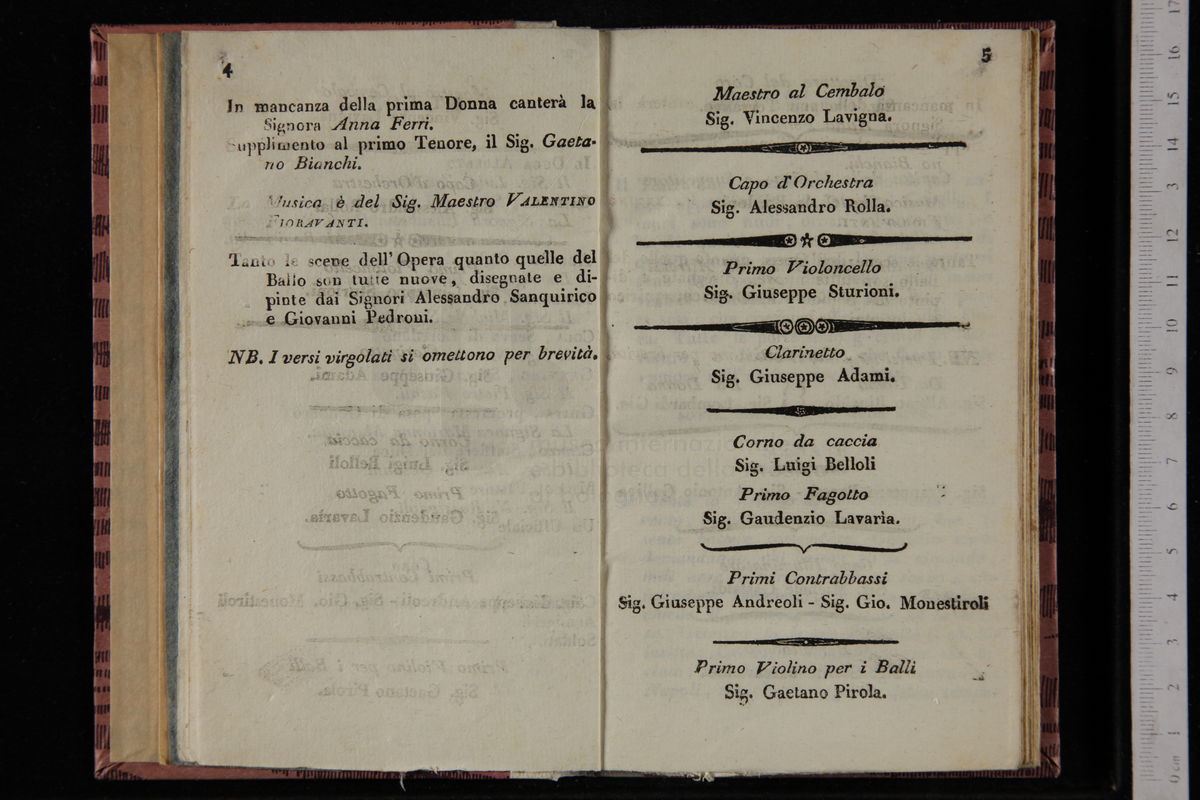 4
In mancanza della prima Donna canterà la
Signora Anna Ferri.
Supplimento al primo Tenore, il Sig. Gaeta-
no Bianchi.
Musica è del Sig. Maestro VALENTINO
FIORAVANTI.
Tanto le scene dell' Opera quanto quelle del
Ballo son tutte nuove, disegnate e di-
pinte dai Signori Alessandro Sanquirico
e Giovanni Pedroni.
NB. I versi virgolati si omettono per brevità.
5
Maestro al Cembalo
Sig. Vincenzo Lavigna.
Capo d'Orchestra
Sig. Alessandro Rolla.
Primo Violoncello
Sig. Giuseppe Sturioni.
Clarinetto
Sig. Giuseppe Adami.
Corno da caccia
Sig. Luigi Belloli
Primo Fagotto
Sig. Gaudenzio Lavaria.
Primi Contrabbassi
Sig. Giuseppe Andreoli - Sig. Gio. Monestiroli
Primo Violino per i Balli
Sig. Gaetano Pirola.